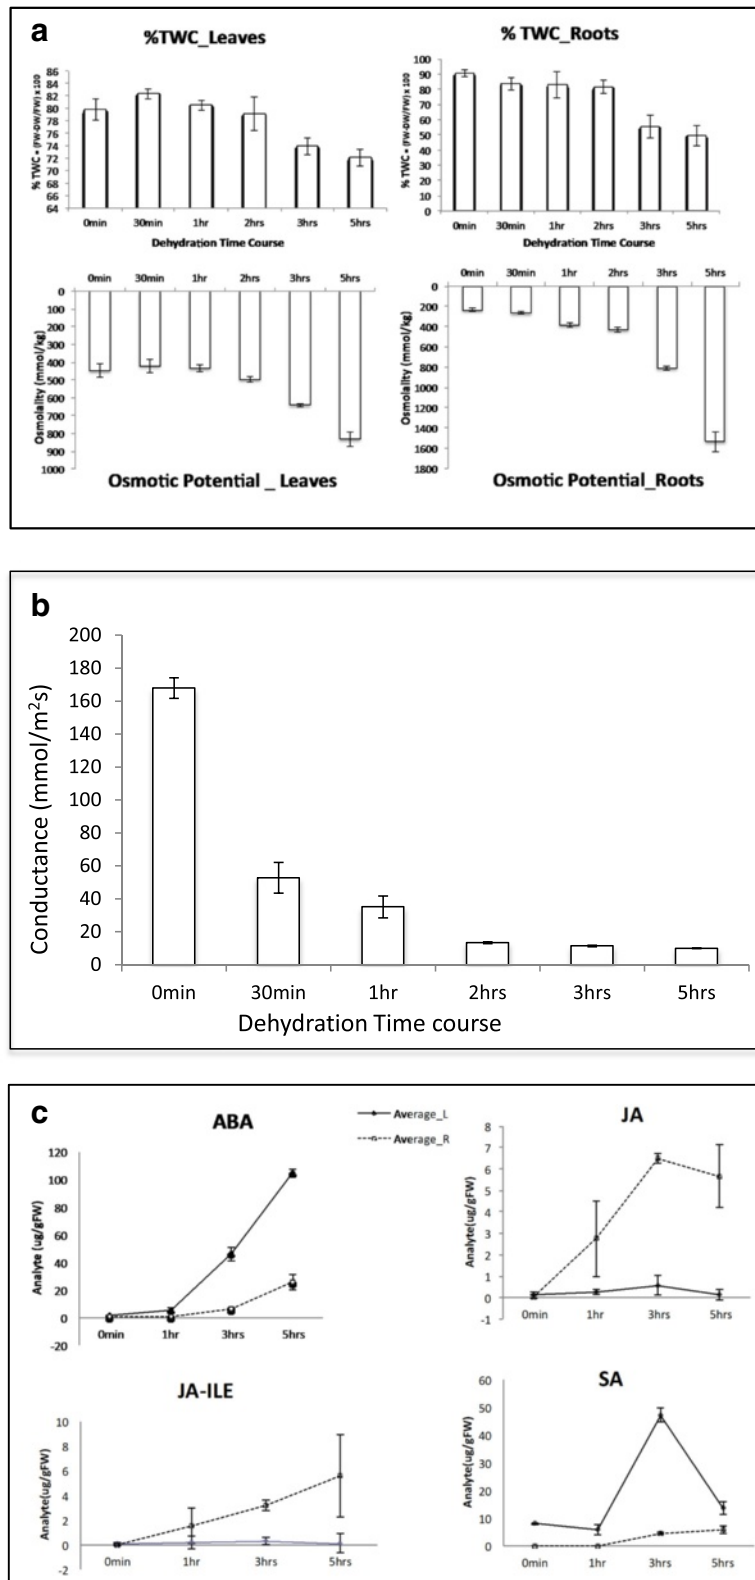 a
%TWC_Leaves
% TWC_Roots
% TWC = (FW-DW/FW) x 100
86
84
82
80
78
76
74
72
70
68
66
64
0min 30min 1hr 2hrs 3hrs 5hrs
Dehydration Time Course
% TWC = (FW-DW/FW) x 100
100
90
80
70
60
50
40
30
20
10
0
0min 30min 1hr 2hrs 3hrs 5hrs
Dehydration Time Course
0min 30min 1hr 2hrs 3hrs 5hrs
Osmolality (mmol/kg)
0
100
200
300
400
500
600
700
800
900
1000
Osmotic Potential _ Leaves
0min 30min 1hr 2hrs 3hrs 5hrs
Osmolality (mmol/kg)
0
200
400
600
800
1000
1200
1400
1600
1800
Osmotic Potential_Roots
b
Conductance (mmol/m²s)
200
180
160
140
120
100
80
60
40
20
0
0min 30min 1hr 2hrs 3hrs 5hrs
Dehydration Time course
c
ABA
Average_L
Average_R
Analyte (ug/gFW)
120
100
80
60
40
20
0
-20
0min 1hr 3hrs 5hrs
JA
Analyte(ug/gFW)
8
7
6
5
4
3
2
1
0
-1
0min 1hr 3hrs 5hrs
JA-ILE
Analyte(ug/gFW)
10
8
6
4
2
0
-2
0min 1hr 3hrs 5hrs
SA
Analyte(ug/gFW)
60
50
40
30
20
10
0
0min 1hr 3hrs 5hrs